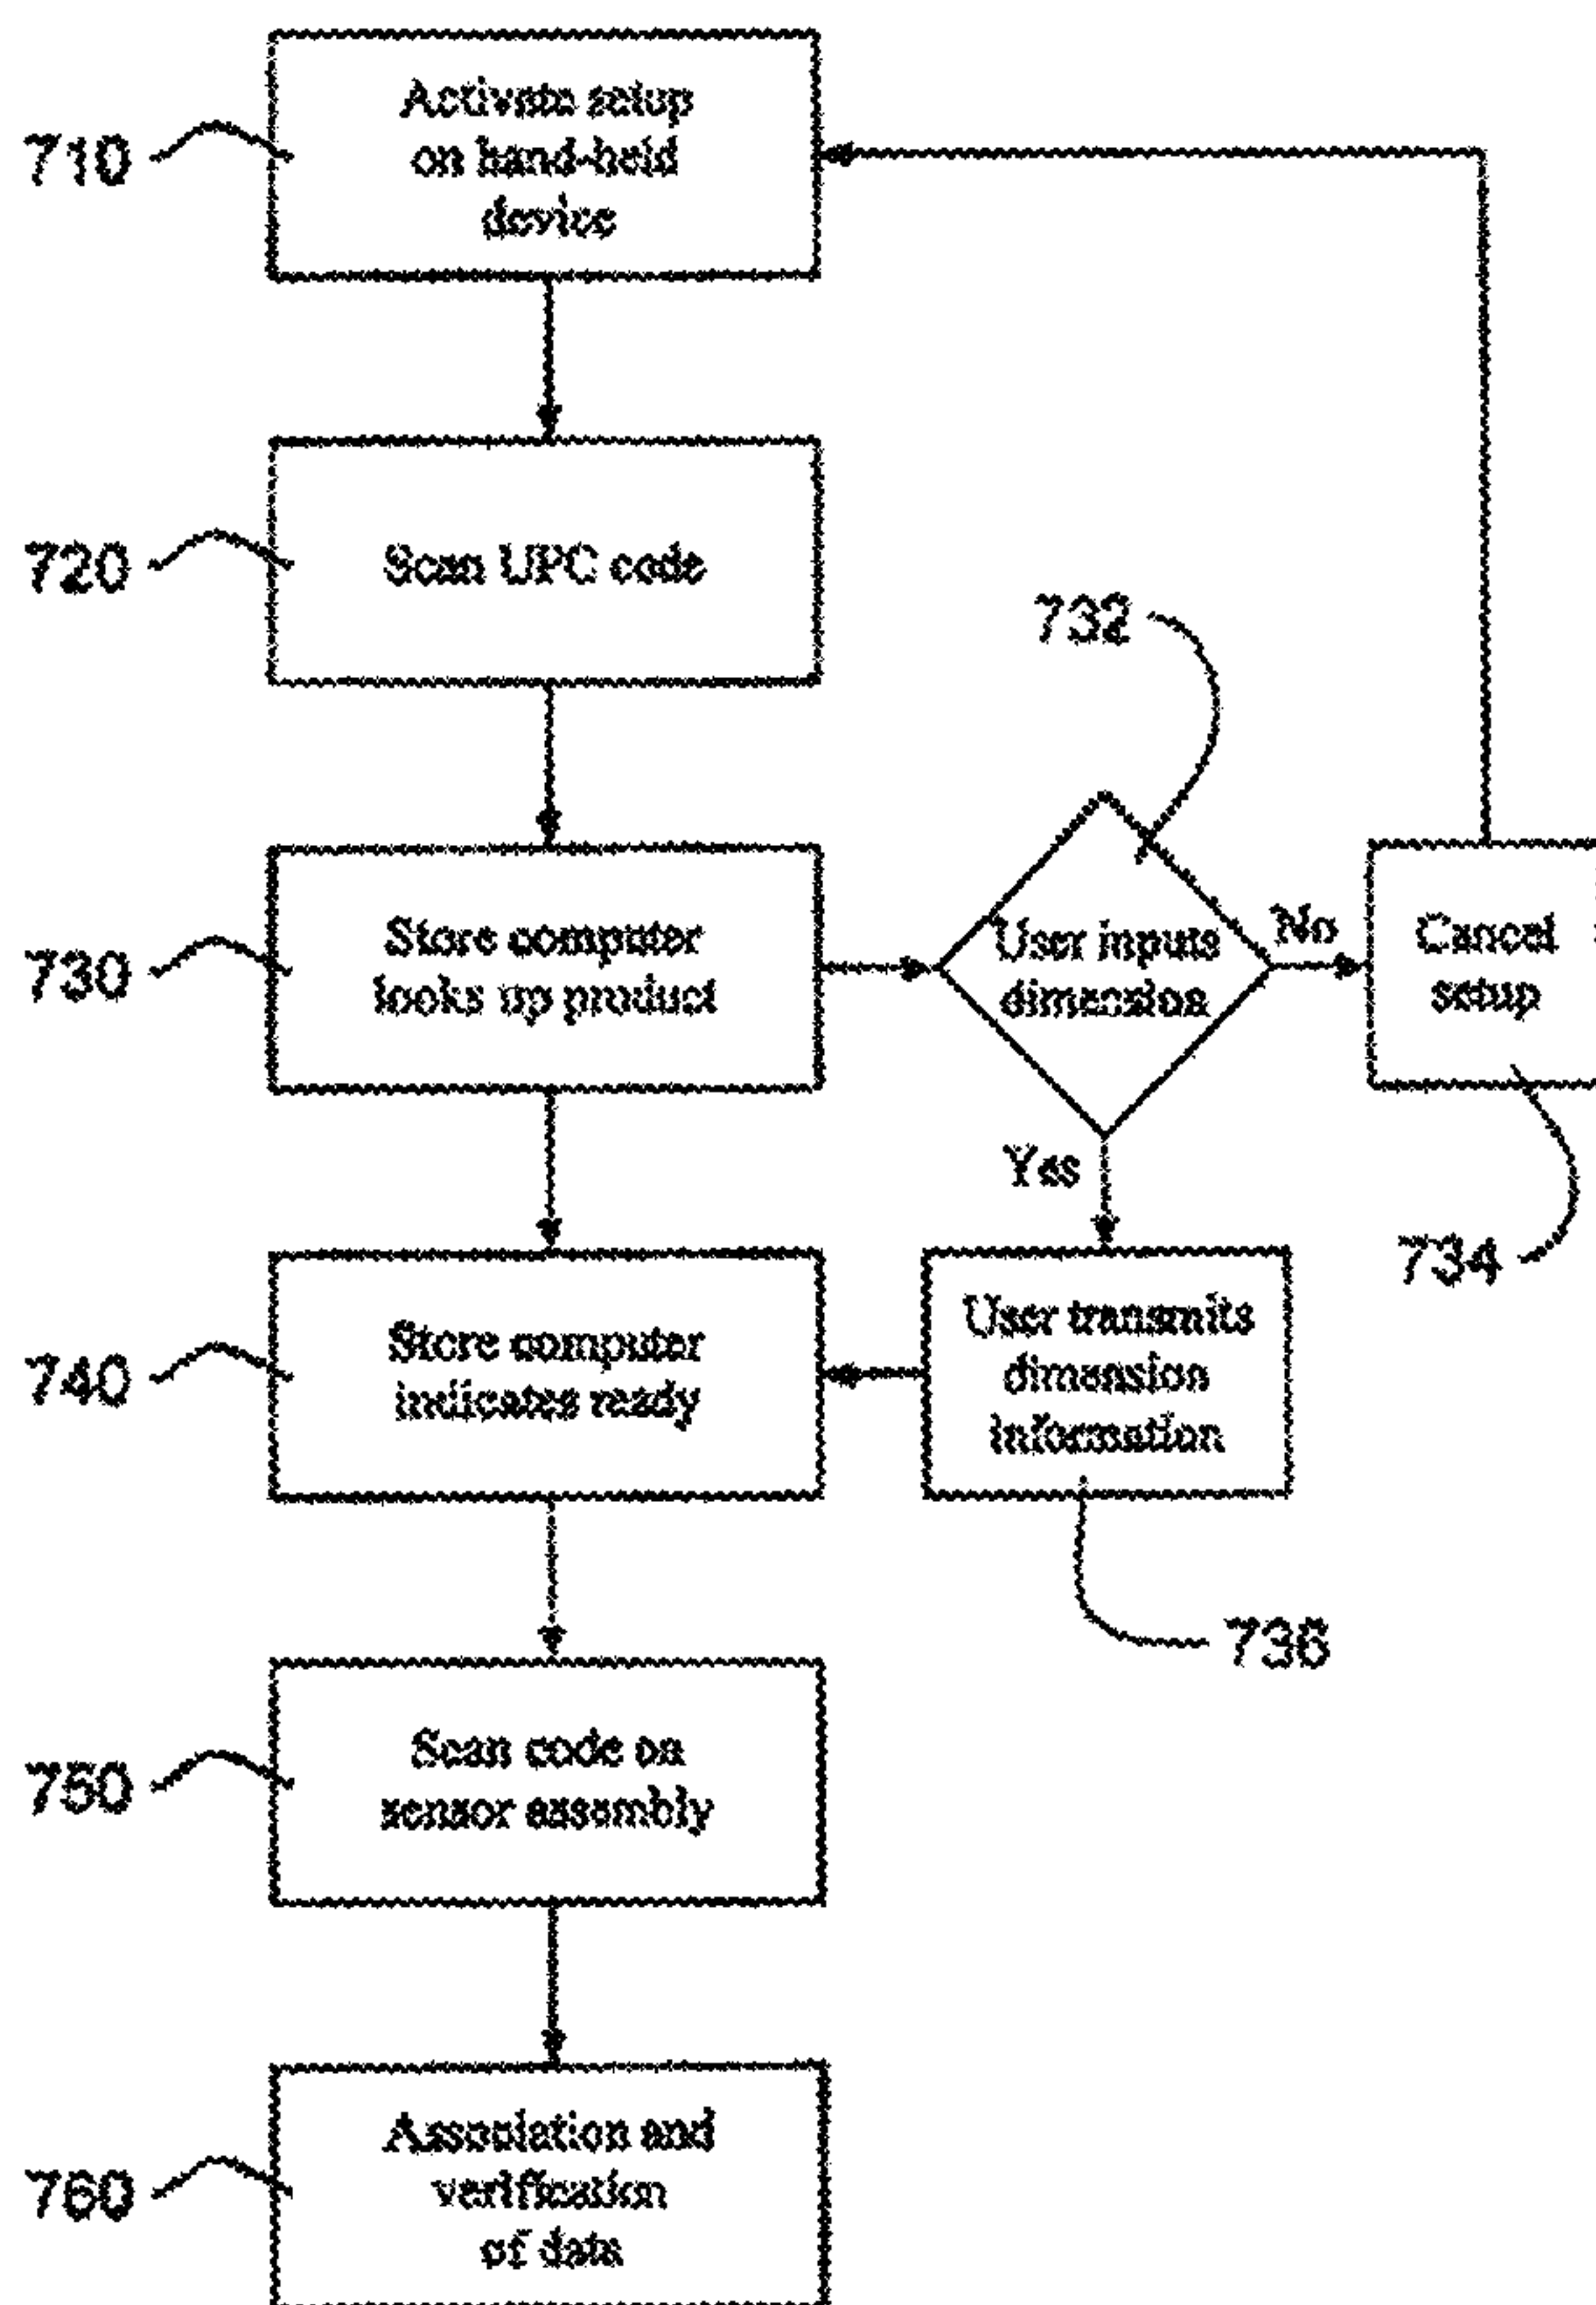 710
Activate setup
on hand-held
device
720
Scan UPC code
732
730
Store computer
looks up product
User inputs
dimension
No
Cancel
setup
Yes
734
740
Store computer
indicates ready
User transmits
dimension
information
736
750
Scan code on
sensor assembly
760
Association and
verification
of data